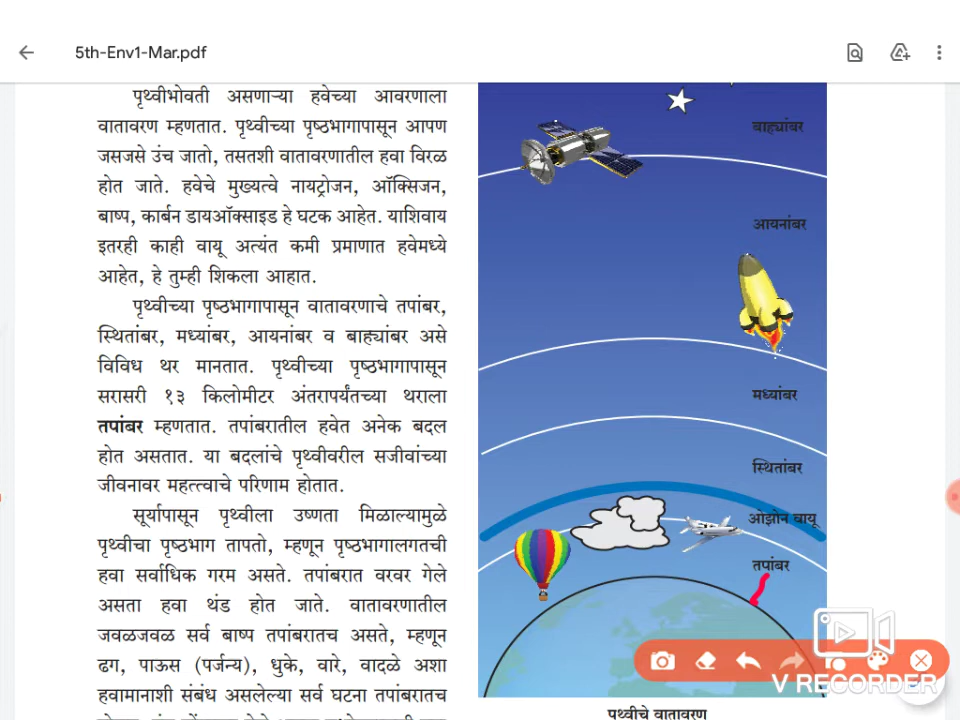 5th-Env1-Mar.pdf
पृथ्वीभोवती असणाऱ्या हवेच्या आवरणाला
वातावरण म्हणतात. पृथ्वीच्या पृष्ठभागापासून आपण
जसजसे उंच जातो, तसतशी वातावरणातील हवा विरळ
होत जाते. हवेचे मुख्यत्वे नायट्रोजन, ऑक्सिजन,
बाष्प, कार्बन डायऑक्साइड हे घटक आहेत. याशिवाय
इतरही काही वायू अत्यंत कमी प्रमाणात हवेमध्ये
आहेत, हे तुम्ही शिकला आहात.
पृथ्वीच्या पृष्ठभागापासून वातावरणाचे तपांबर,
स्थितांबर, मध्यांबर, आयनांबर व बाह्यांबर असे
विविध थर मानतात. पृथ्वीच्या पृष्ठभागापासून
सरासरी १३ किलोमीटर अंतरापर्यंतच्या थराला
तपांबर म्हणतात. तपांबरातील हवेत अनेक बदल
होत असतात. या बदलांचे पृथ्वीवरील सजीवांच्या
जीवनावर महत्त्वाचे परिणाम होतात.
सूर्यापासून पृथ्वीला उष्णता मिळाल्यामुळे
पृथ्वीचा पृष्ठभाग तापतो, म्हणून पृष्ठभागालगतची
हवा सर्वाधिक गरम असते. तपांबरात वरवर गेले
असता हवा थंड होत जाते. वातावरणातील
जवळजवळ सर्व बाष्प तपांबरातच असते, म्हणून
ढग, पाऊस (पर्जन्य), धुके, वारे, वादळे अशा
हवामानाशी संबंध असलेल्या सर्व घटना तपांबरातच
बाह्यांबर
आयनांबर
मध्यांबर
स्थितांबर
ओझोन वायू
तपांबर
पृथ्वीचे वातावरण
V RECORDER